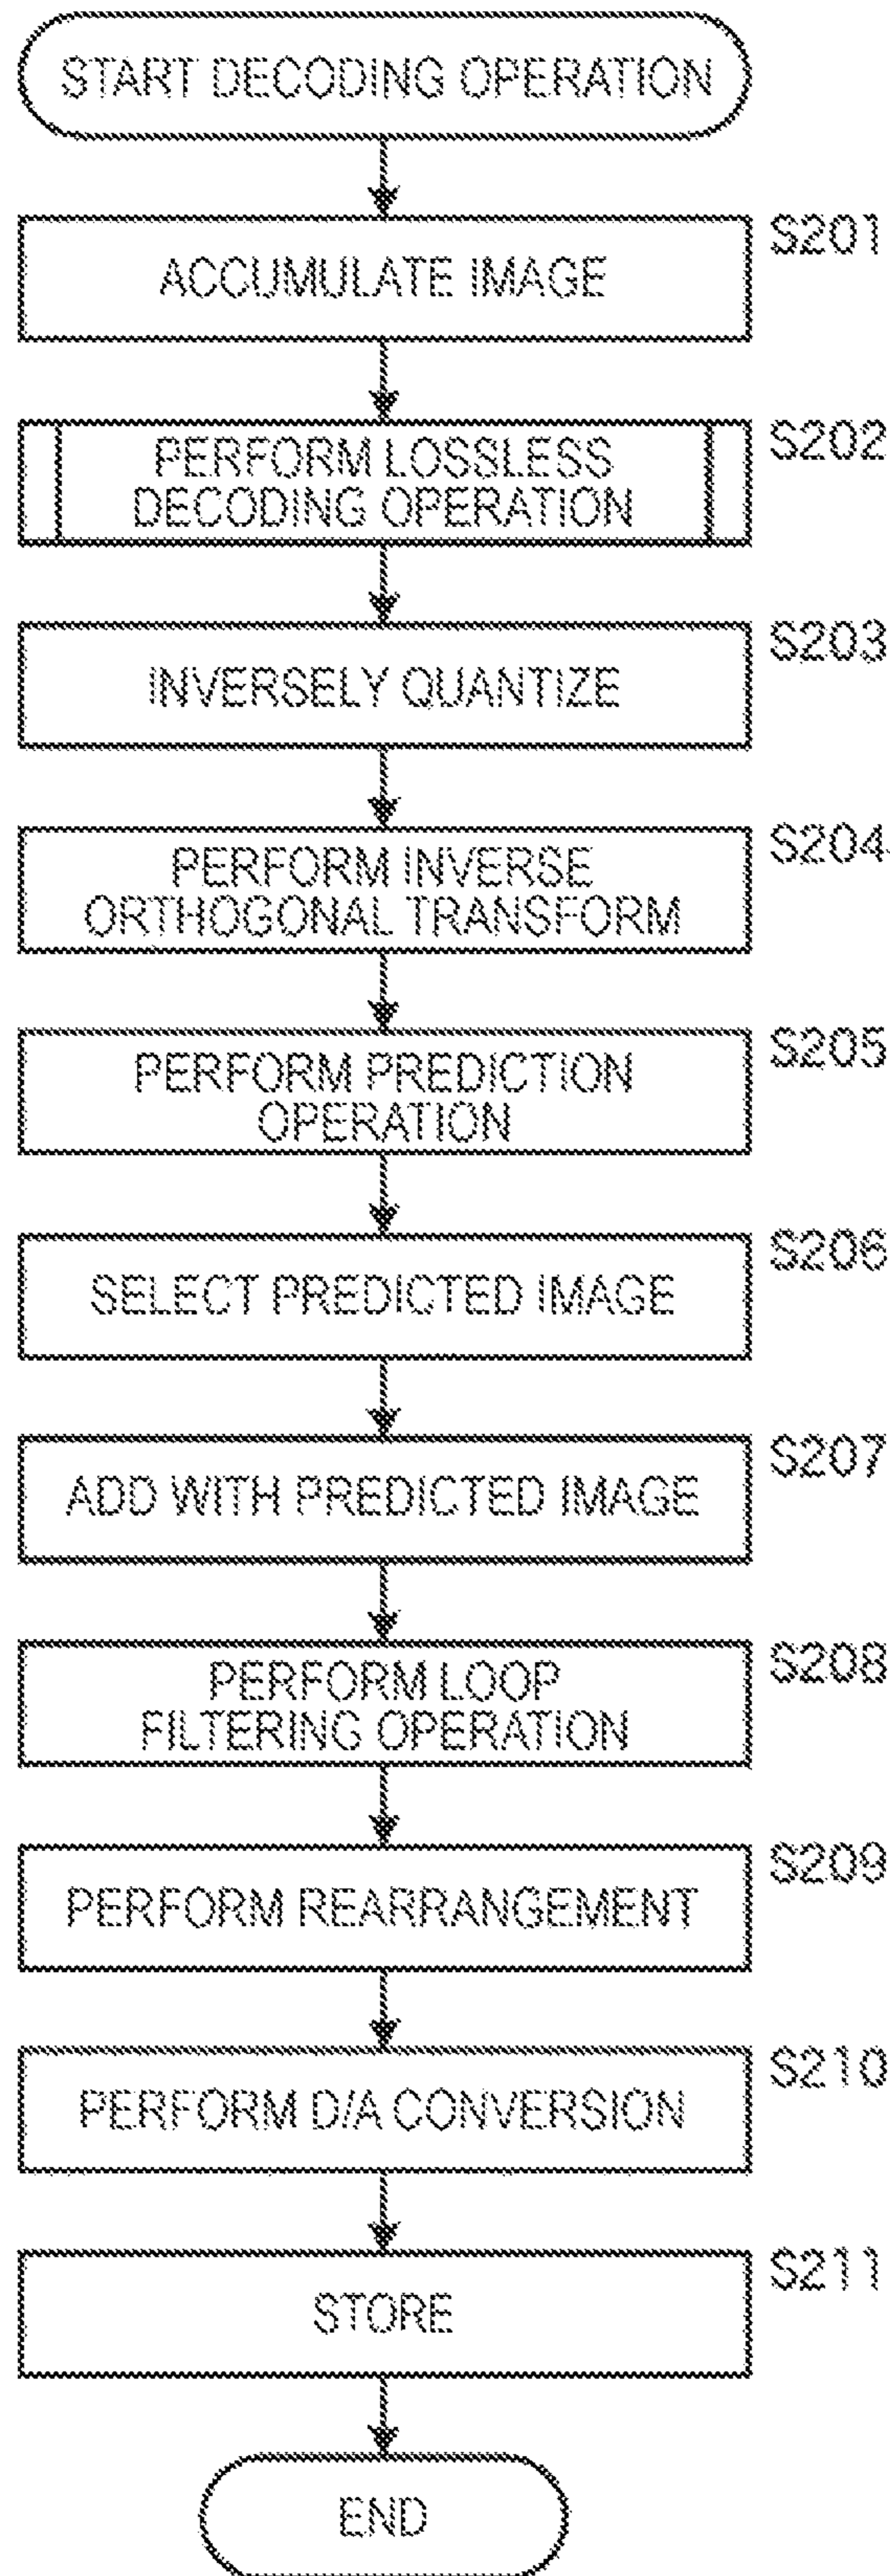 START DECODING OPERATION
S201
ACCUMULATE IMAGE
S202
PERFORM LOSSLESS
DECODING OPERATION
S203
INVERSELY QUANTIZE
S204
PERFORM INVERSE
ORTHOGONAL TRANSFORM
S205
PERFORM PREDICTION
OPERATION
S206
SELECT PREDICTED IMAGE
S207
ADD WITH PREDICTED IMAGE
S208
PERFORM LOOP
FILTERING OPERATION
S209
PERFORM REARRANGEMENT
S210
PERFORM D/A CONVERSION
S211
STORE
END